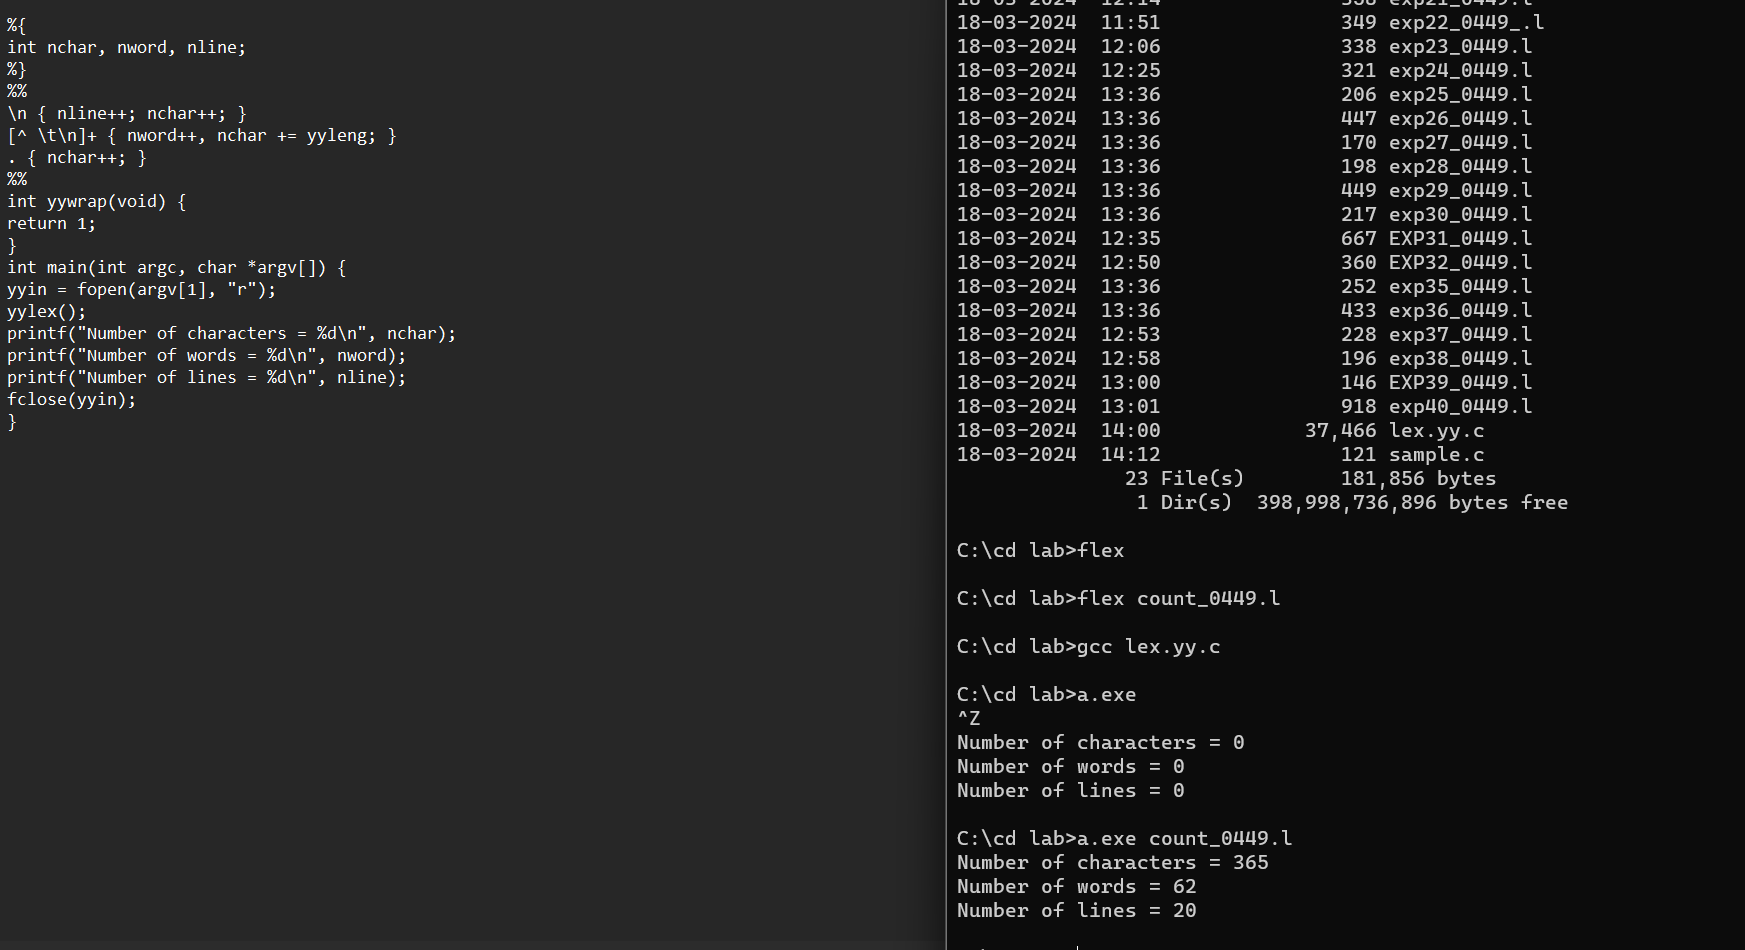 %{
int nchar, nword, nline;
%}
%%
\n { nline++; nchar++; }
[^ \t\n]+ { nword++, nchar += yyleng; }
. { nchar++; }
%%
int yywrap(void) {
return 1;
}
int main(int argc, char *argv[]) {
yyin = fopen(argv[1], "r");
yylex();
printf("Number of characters = %d\n", nchar);
printf("Number of words = %d\n", nword);
printf("Number of lines = %d\n", nline);
fclose(yyin);
}
18-03-2024  12:14               338 exp21_0449.l
18-03-2024  11:51               349 exp22_0449_.l
18-03-2024  12:06               338 exp23_0449.l
18-03-2024  12:25               321 exp24_0449.l
18-03-2024  13:36               206 exp25_0449.l
18-03-2024  13:36               447 exp26_0449.l
18-03-2024  13:36               170 exp27_0449.l
18-03-2024  13:36               198 exp28_0449.l
18-03-2024  13:36               449 exp29_0449.l
18-03-2024  13:36               217 exp30_0449.l
18-03-2024  12:35               667 EXP31_0449.l
18-03-2024  12:50               360 EXP32_0449.l
18-03-2024  13:36               252 exp35_0449.l
18-03-2024  13:36               433 exp36_0449.l
18-03-2024  12:53               228 exp37_0449.l
18-03-2024  12:58               196 exp38_0449.l
18-03-2024  13:00               146 EXP39_0449.l
18-03-2024  13:01               918 exp40_0449.l
18-03-2024  14:00            37,466 lex.yy.c
18-03-2024  14:12               121 sample.c
23 File(s)        181,856 bytes
1 Dir(s)  398,998,736,896 bytes free
C:\cd lab>flex
C:\cd lab>flex count_0449.l
C:\cd lab>gcc lex.yy.c
C:\cd lab>a.exe
^Z
Number of characters = 0
Number of words = 0
Number of lines = 0
C:\cd lab>a.exe count_0449.l
Number of characters = 365
Number of words = 62
Number of lines = 20